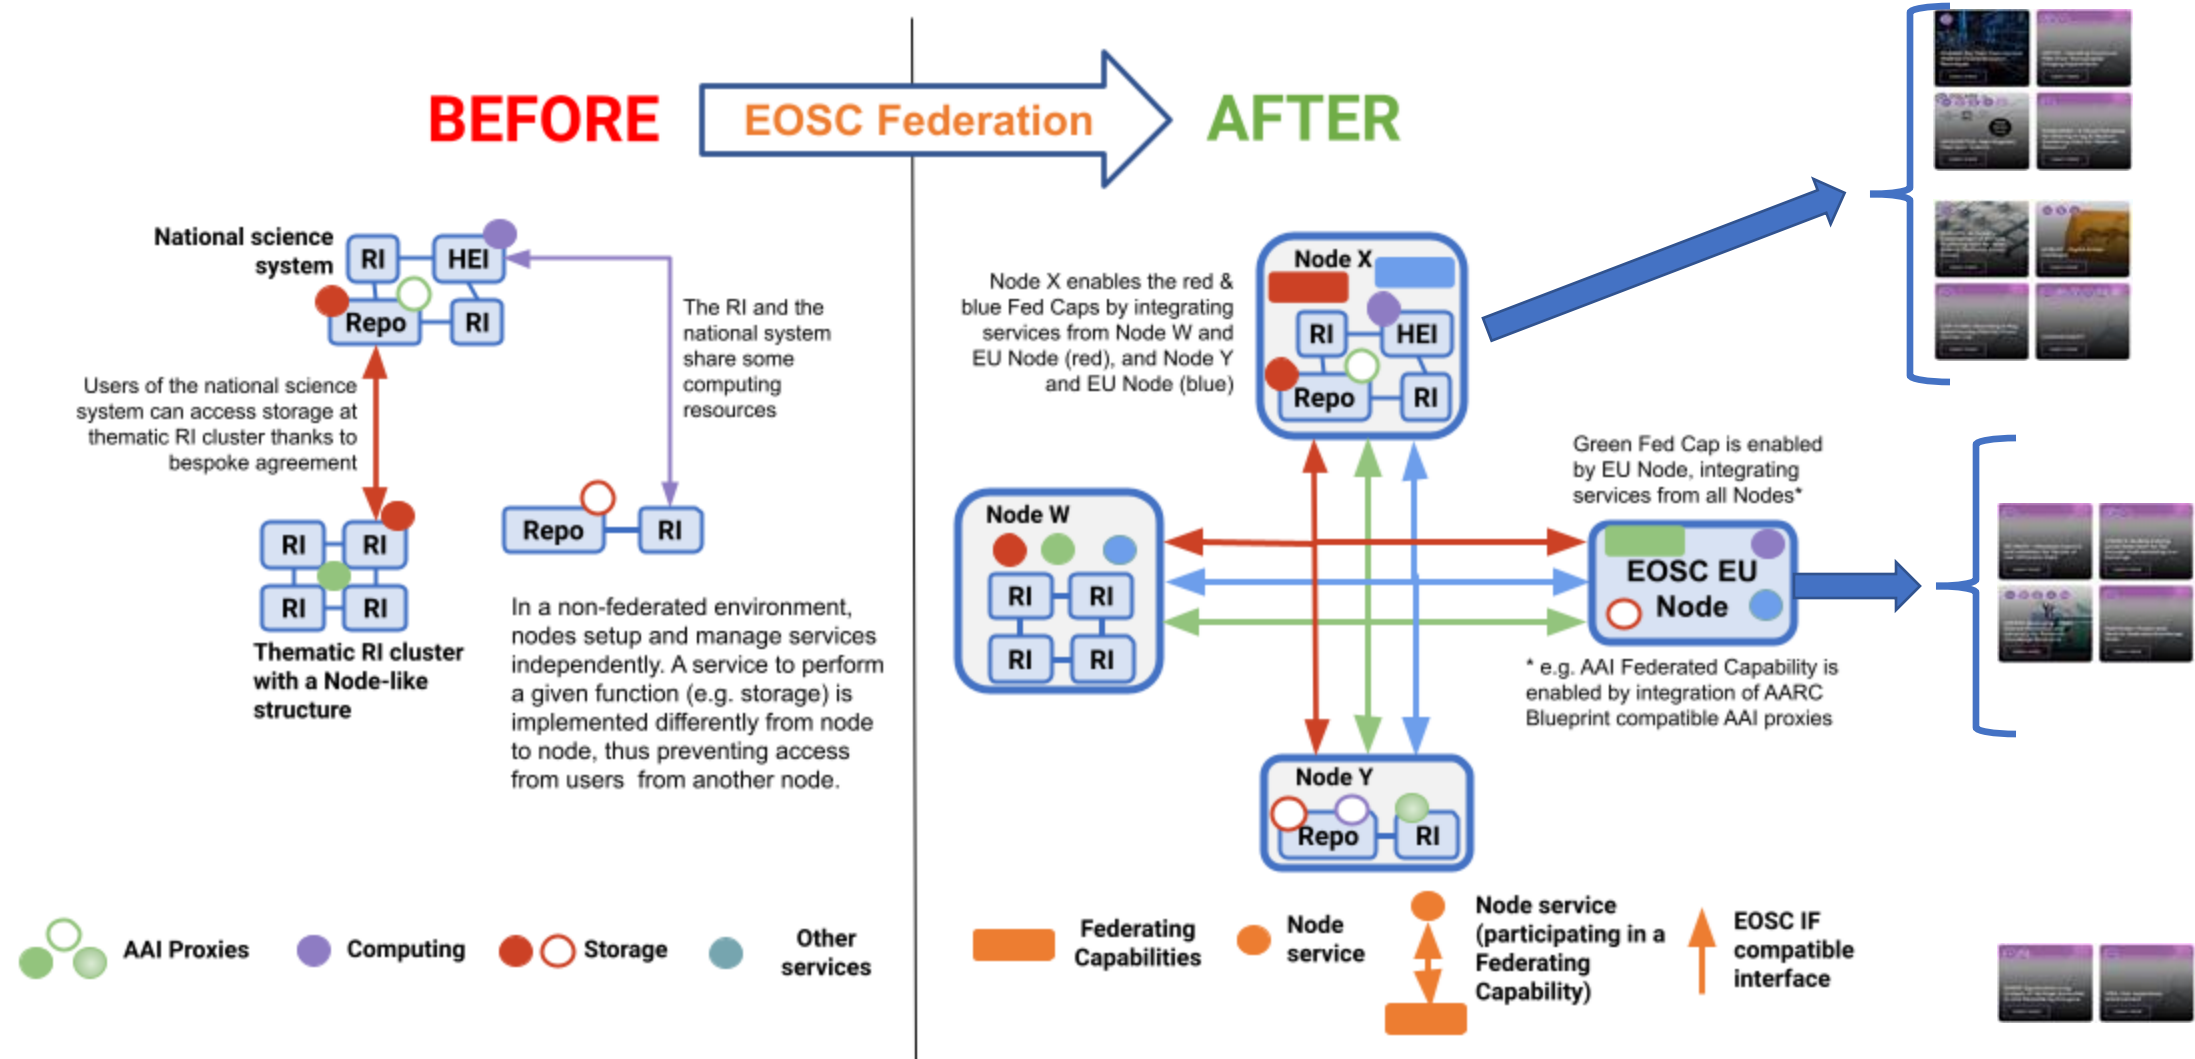 BEFORE
EOSC Federation
AFTER
National science
system
RI
HEI
Repo
RI
The RI and the
national system
share some
computing
resources
Users of the national science
system can access storage at
thematic RI cluster thanks to
bespoke agreement
RI
RI
RI
RI
Thematic RI cluster
with a Node-like
structure
Repo
RI
In a non-federated environment,
nodes setup and manage services
independently. A service to perform
a given function (e.g. storage) is
implemented differently from node
to node, thus preventing access
from users from another node.
AAI Proxies
Computing
Storage
Other
services
Node X enables the red &
blue Fed Caps by integrating
services from Node W and
EU Node (red), and Node Y
and EU Node (blue)
Node X
RI
HEI
Repo
RI
Node W
RI
RI
RI
RI
Green Fed Cap is enabled
by EU Node, integrating
services from all Nodes*
EOSC EU
Node
* e.g. AAI Federated Capability is
enabled by integration of AARC
Blueprint compatible AAI proxies
Node Y
Repo
RI
Federating
Capabilities
Node
service
Node service
(participating in a
Federating
Capability)
EOSC IF
compatible
interface